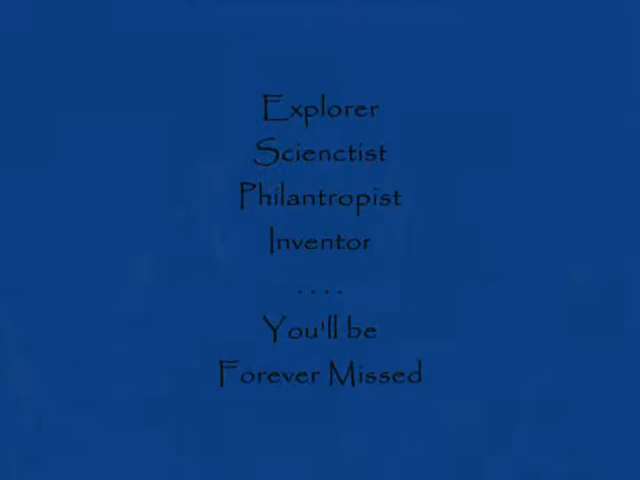 Explorer
Scienctist
Philantropist
Inventor
. . . .
You'll be
Forever Missed